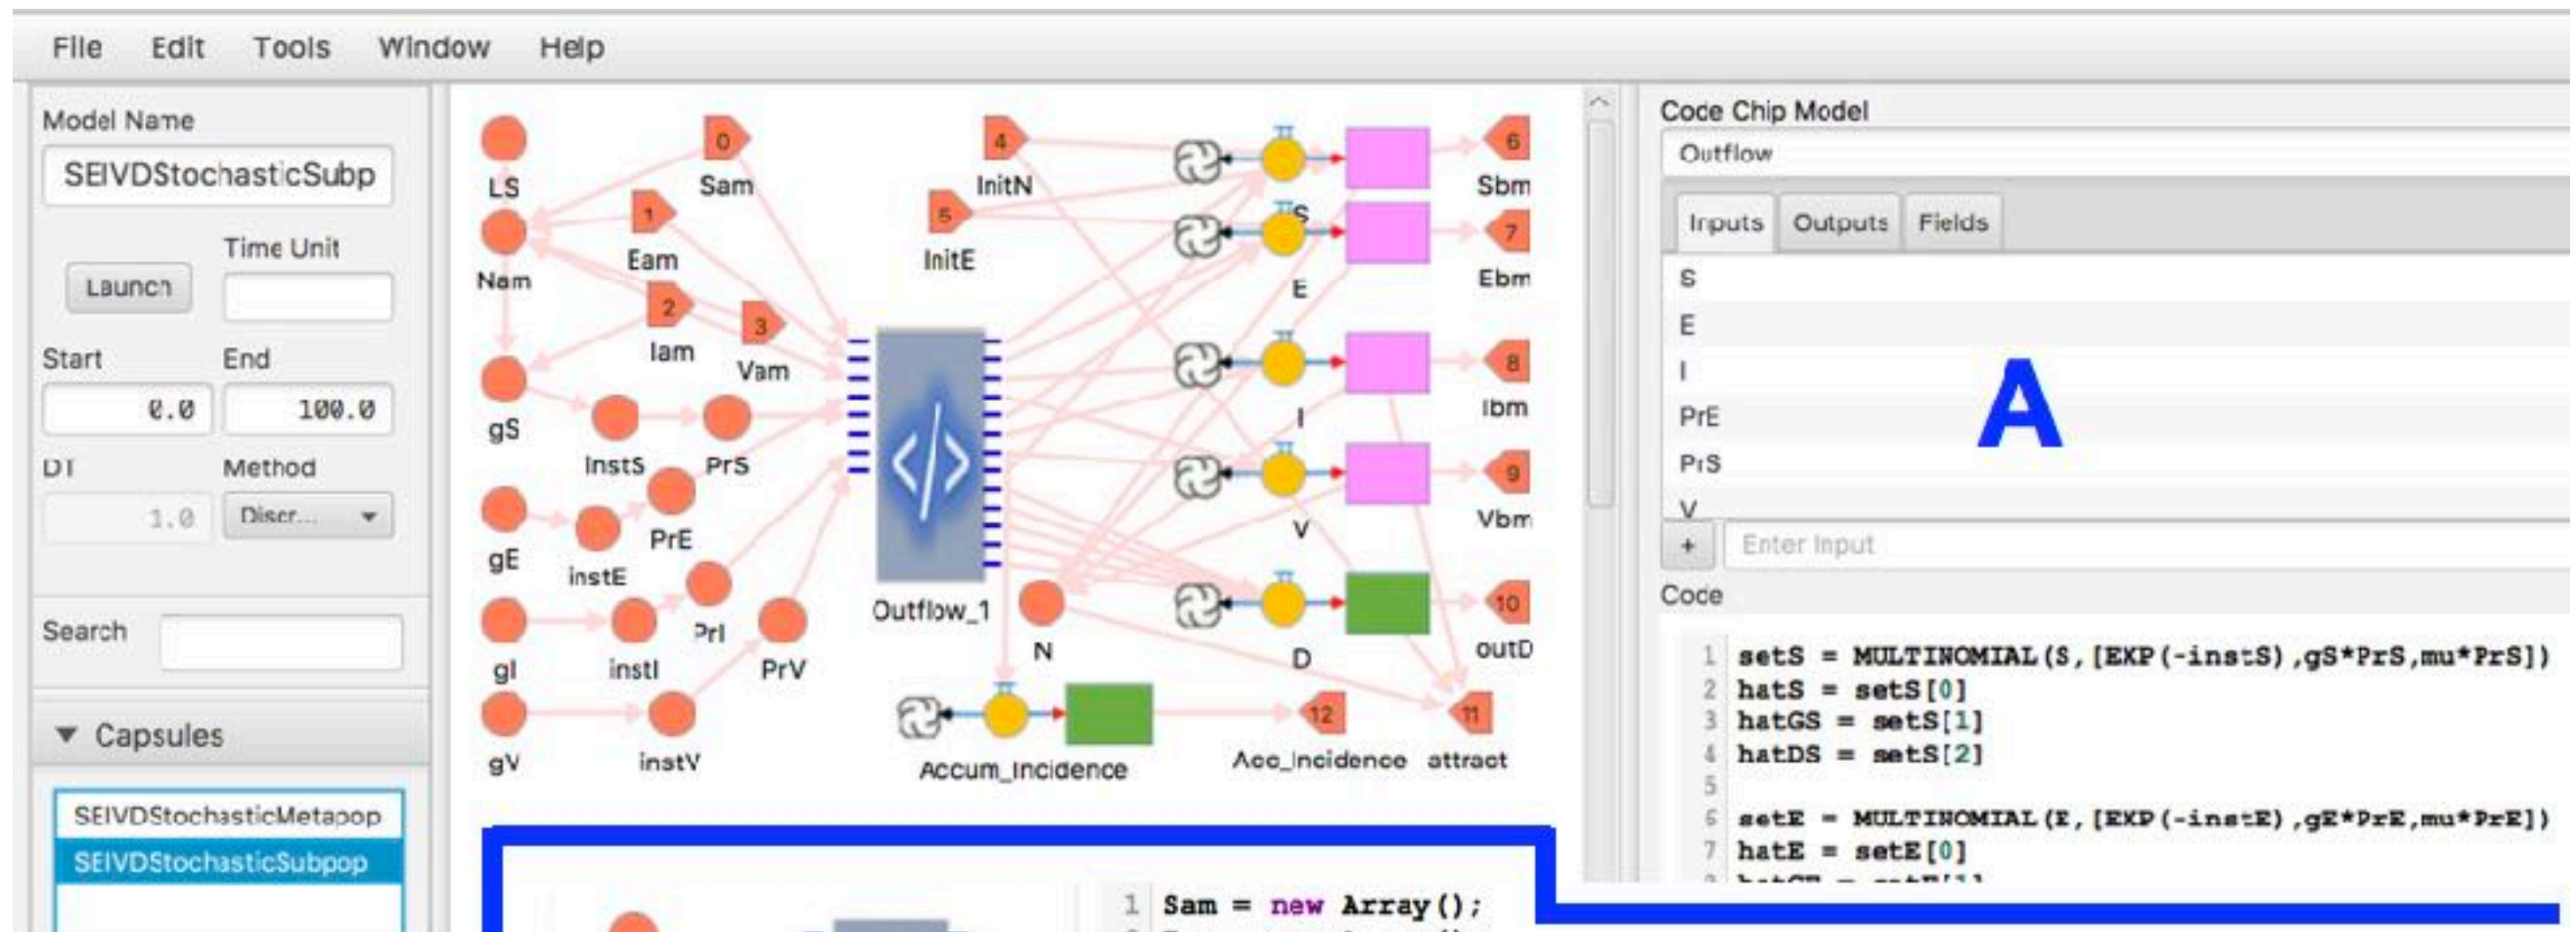 File Edit Tools Window Help
Model Name
SEIVDStochasticSubp
Time Unit
Launch
Start End
0.0 100.0
DT Method
1.0 Discr...
Search
Capsules
SEIVDStochasticMetapop
SEIVDStochasticSubpop
LS
Nam
gS
gE
gI
gV
0
Sam
1
Eam
2
Iam
3
Vam
InstS
PrS
instE
PrE
instI
PrI
instV
PrV
4
InitN
5
InitE
</>
Outflow_1
N
S
E
I
V
D
6
Sbm
7
Ebm
8
Ibm
9
Vbm
10
outD
11
attract
12
Acc_Incidence
Accum_Incidence
Code Chip Model
Outflow
Inputs Outputs Fields
S
E
I
PrE
PrS
V
+ Enter Input
A
Code
1 setS = MULTINOMIAL(S,[EXP(-instS),gS*PrS,mu*PrS])
2 hatS = setS[0]
3 hatGS = setS[1]
4 hatDS = setS[2]
5
6 setE = MULTINOMIAL(E,[EXP(-instE),gE*PrE,mu*PrE])
7 hatE = setE[0]
1 Sam = new Array();